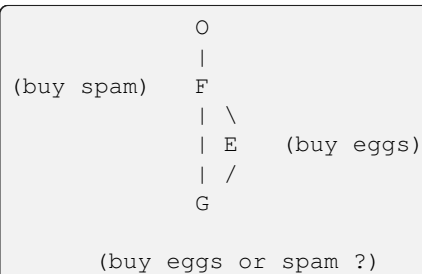 O
|
(buy spam) F
| \
| E (buy eggs)
| /
G
(buy eggs or spam ?)